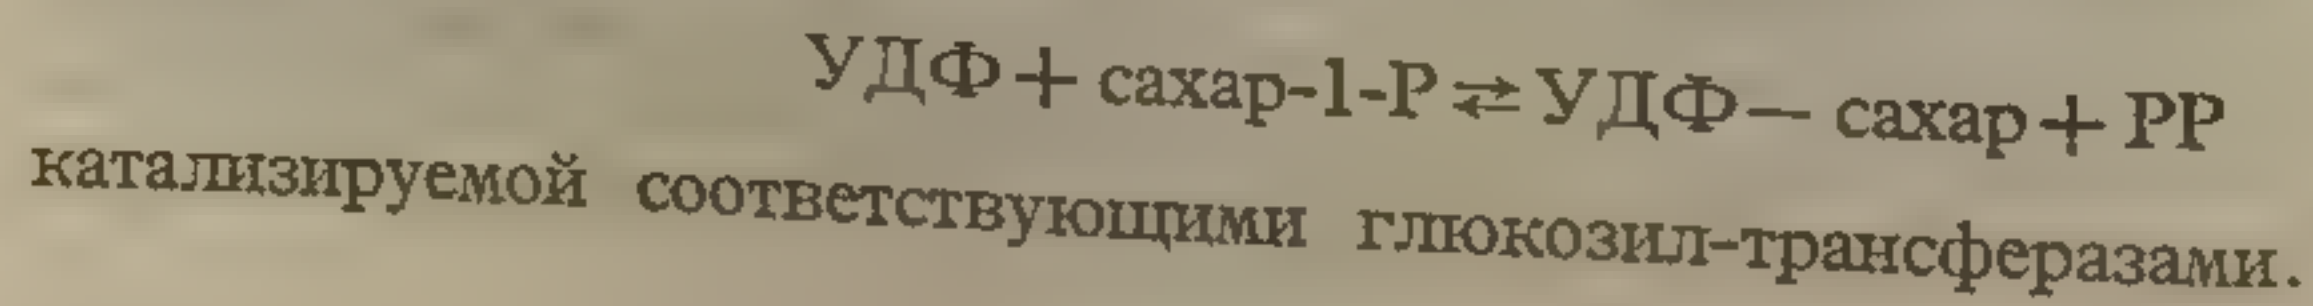 УДФ + сахар-1-Р ⇄ УДФ — сахар + РР
катализируемой соответствующими глюкозил-трансферазами.